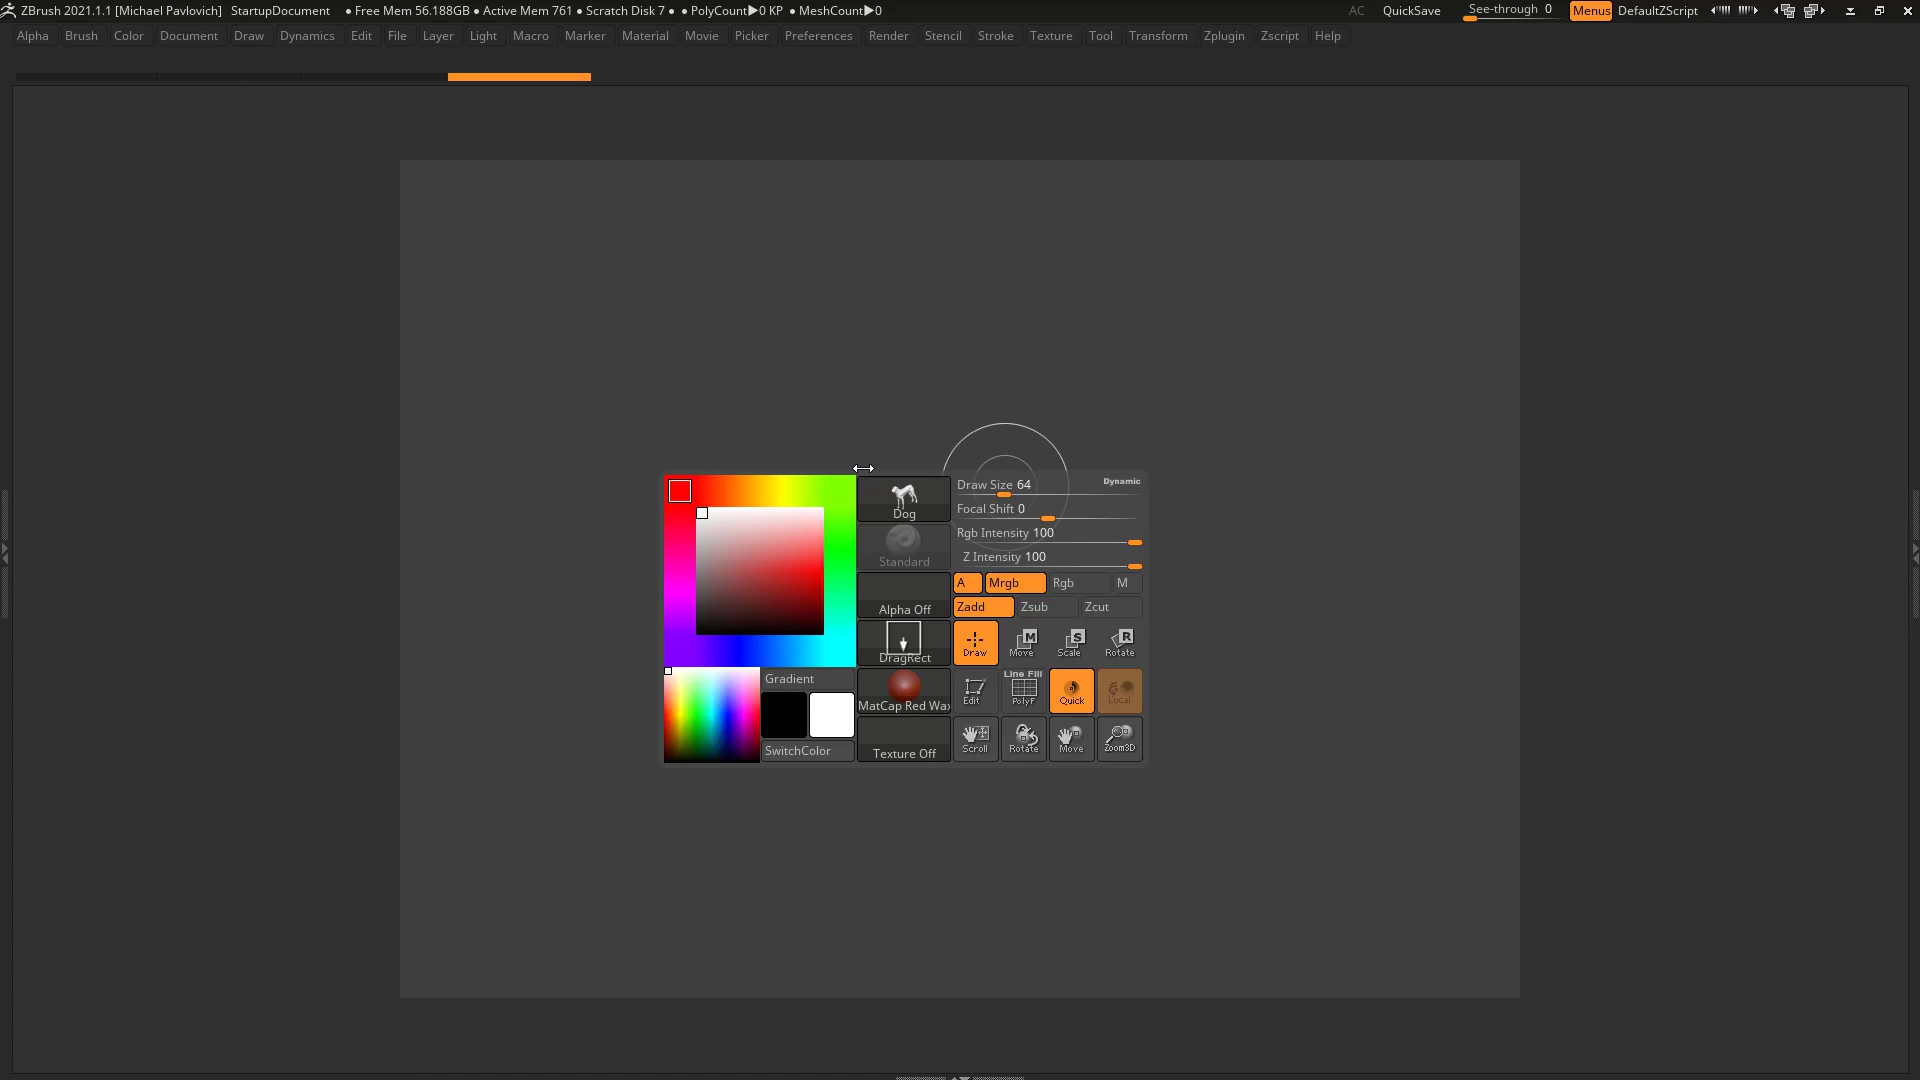 ZBrush 2021.1.1 [Michael Pavlovich] StartupDocument ● Free Mem 56.188GB ● Active Mem 761 ● Scratch Disk 7 ● ● PolyCount▶0 KP ● MeshCount▶0 AC QuickSave See-through 0 Menus DefaultZScript
Alpha Brush Color Document Draw Dynamics Edit File Layer Light Macro Marker Material Movie Picker Preferences Render Stencil Stroke Texture Tool Transform Zplugin Zscript Help
Draw Size 64 Dynamic
Dog
Focal Shift 0
Rgb Intensity 100
Z Intensity 100
Standard
A Mrgb Rgb M
Alpha Off
Zadd Zsub Zcut
M S R
DragRect
Draw Move Scale Rotate
Line Fill
Gradient
MatCap Red Wax
Edit PolyF Quick Local
SwitchColor
Texture Off
Scroll Rotate Move Zoom3D